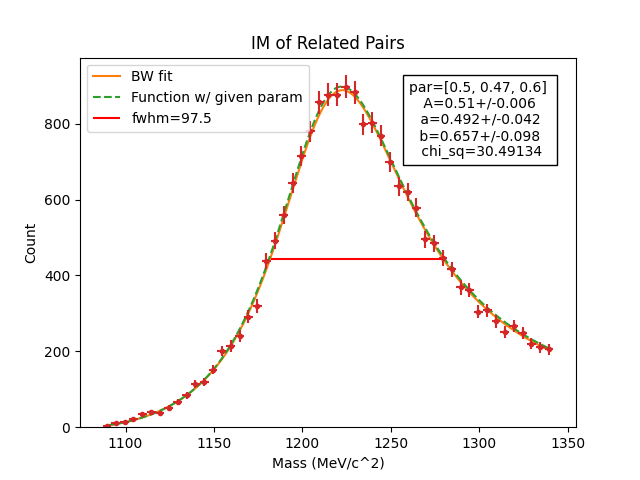 IM of Related Pairs
BW fit
Function w/ given param
fwhm=97.5
par=[0.5, 0.47, 0.6]
A=0.51+/-0.006
a=0.492+/-0.042
b=0.657+/-0.098
chi_sq=30.49134
Count
800
600
400
200
0
1100 1150 1200 1250 1300 1350
Mass (MeV/c^2)